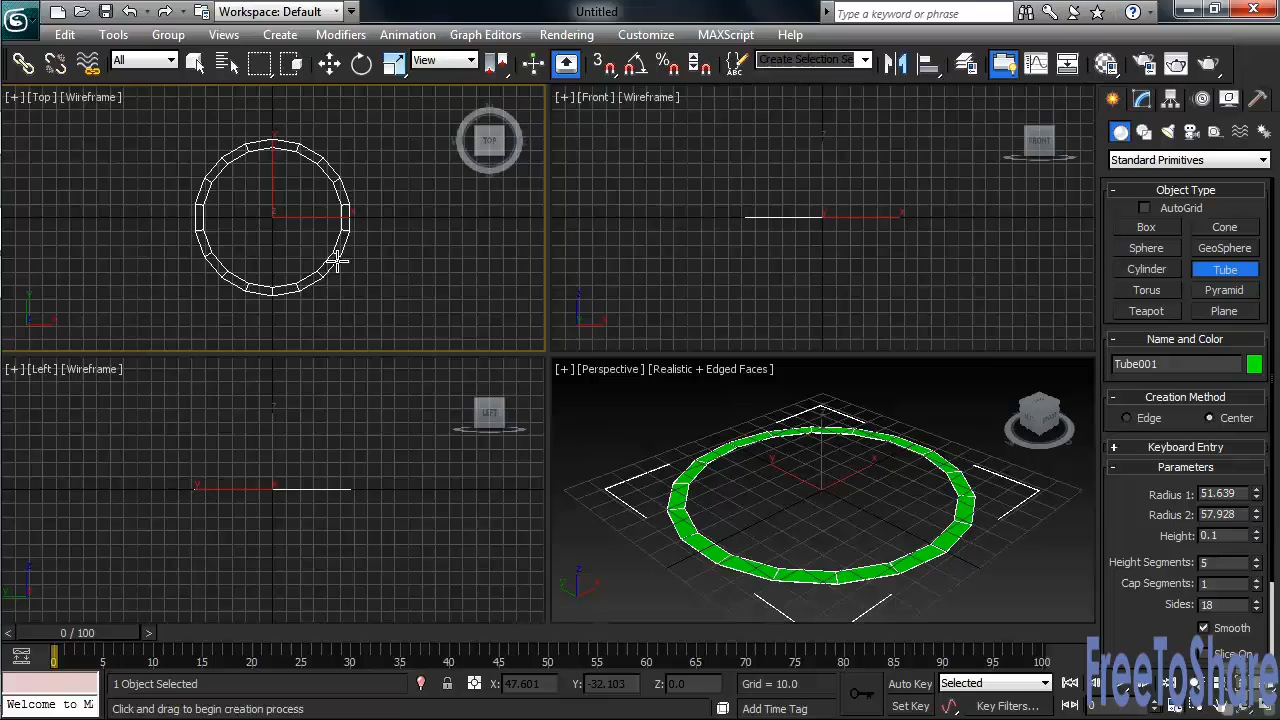 Workspace: Default
Untitled
Type a keyword or phrase
Edit Tools Group Views Create Modifiers Animation Graph Editors Rendering Customize MAXScript Help
All
View
3
Create Selection Se
[+] [Top] [Wireframe]
TOP
[+] [Front] [Wireframe]
FRONT
[+] [Left] [Wireframe]
LEFT
[+] [Perspective] [Realistic + Edged Faces]
Standard Primitives
Object Type
AutoGrid
Box Cone
Sphere GeoSphere
Cylinder Tube
Torus Pyramid
Teapot Plane
Name and Color
Tube001
Creation Method
Edge Center
Keyboard Entry
Parameters
Radius 1: 51.639
Radius 2: 57.928
Height: 0.1
Height Segments: 5
Cap Segments: 1
Sides: 18
Smooth
Slice On
FreeToShare
0 / 100
0 5 10 15 20 25 30 35 40 45 50 55 60 65 70 75 80 85 90 95 100
1 Object Selected
X: 47.601 Y: -32.103 Z: 0.0
Grid = 10.0
Auto Key
Selected
Welcome to M
Click and drag to begin creation process
Add Time Tag
Set Key
Key Filters...
0